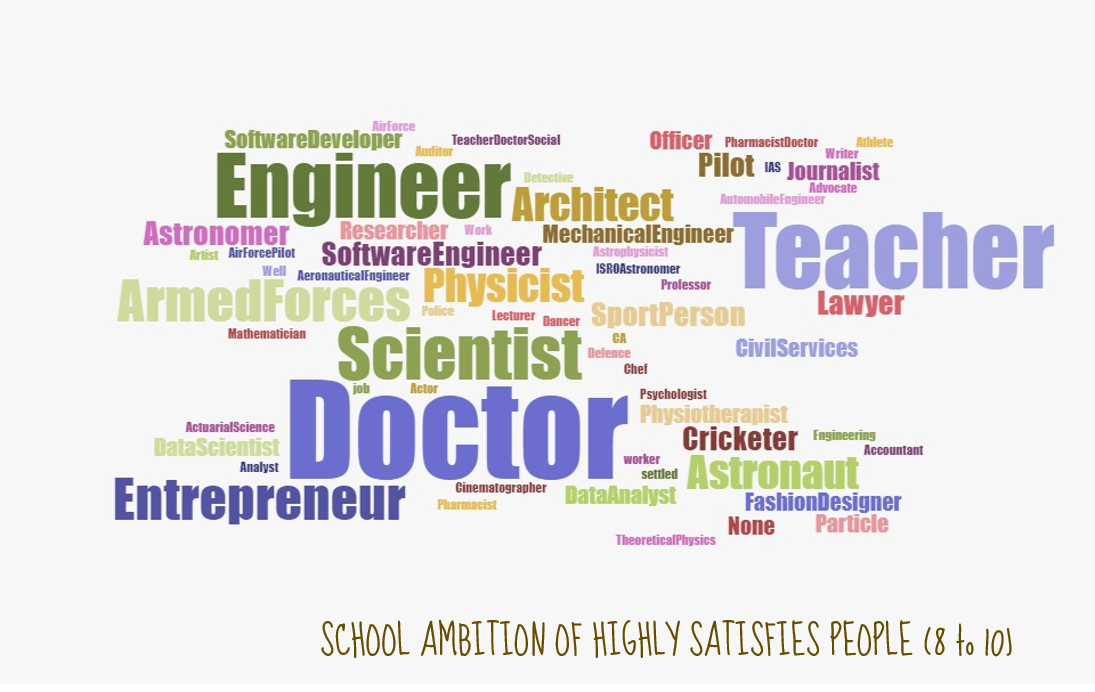 AirForce
SoftwareDeveloper
TeacherDoctorSocial
Auditor
Officer
PharmacistDoctor
Athlete
Writer
Engineer
Pilot
IAS
Journalist
Detective
Advocate
Architect
AutomobileEngineer
Astronomer
Researcher
Work
MechanicalEngineer
Teacher
Artist
AirForcePilot
SoftwareEngineer
Astrophysicist
Well
AeronauticalEngineer
ISROAstronomer
Physicist
Professor
ArmedForces
Lawyer
Police
Lecturer
Dancer
SportPerson
Mathematician
Scientist
CA
CivilServices
Defence
Chef
job
Actor
Psychologist
Doctor
Physiotherapist
ActuarialScience
Cricketer
Engineering
DataScientist
Accountant
Analyst
worker
settled
Astronaut
Entrepreneur
Cinematographer
DataAnalyst
Pharmacist
FashionDesigner
None
Particle
TheoreticalPhysics
SCHOOL AMBITION OF HIGHLY SATISFIES PEOPLE (8 to 10)